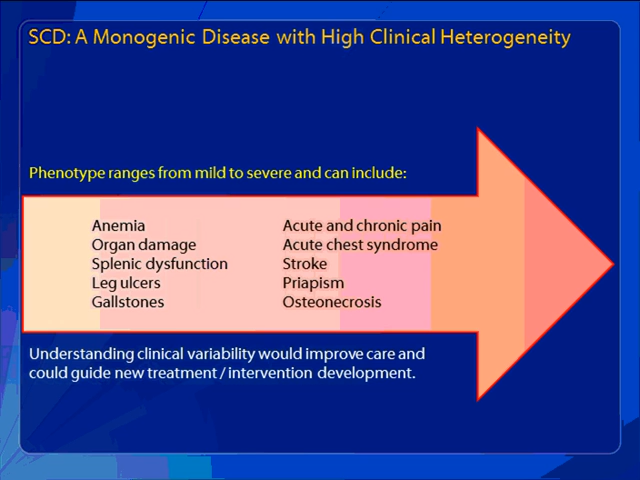 SCD: A Monogenic Disease with High Clinical Heterogeneity
Phenotype ranges from mild to severe and can include:
Anemia
Organ damage
Splenic dysfunction
Leg ulcers
Gallstones
Acute and chronic pain
Acute chest syndrome
Stroke
Priapism
Osteonecrosis
Understanding clinical variability would improve care and
could guide new treatment / intervention development.